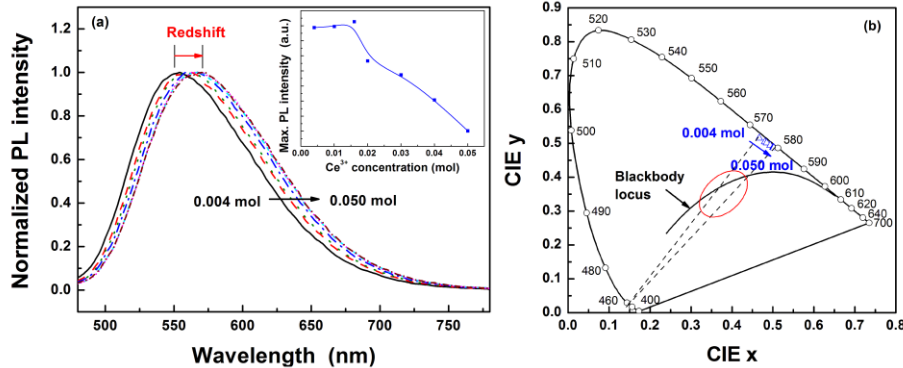 (a)
Redshift
1.0
0.8
0.6
0.4
0.2
0.0
Normalized PL intensity
500 550 600 650 700 750
Wavelength (nm)
0.004 mol
0.050 mol
Max. PL intensity (a.u.)
0.00 0.01 0.02 0.03 0.04 0.05 0.06
Ce³⁺ concentration (mol)
(b)
0.9
0.8
0.7
0.6
0.5
0.4
0.3
0.2
0.1
0.0
CIE y
0.0 0.1 0.2 0.3 0.4 0.5 0.6 0.7 0.8
CIE x
520
530
510
540
550
560
570
500
580
0.004 mol
0.050 mol
590
600
610
620
640
700
490
480
460
400
Blackbody
locus